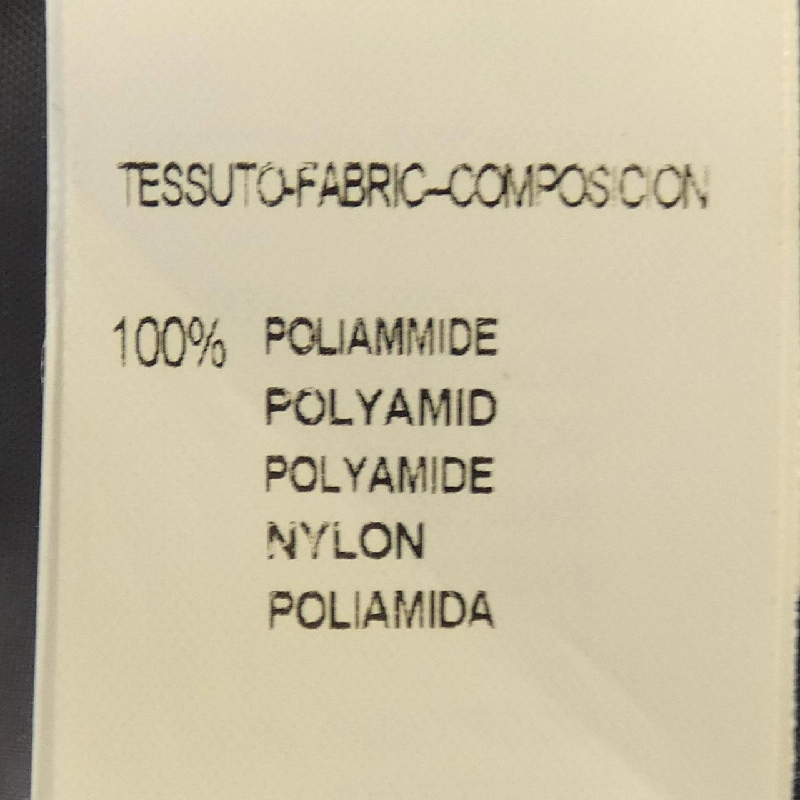 TESSUTO-FABRIC-COMPOSICION
100% POLIAMMIDE
POLYAMID
POLYAMIDE
NYLON
POLIAMIDA